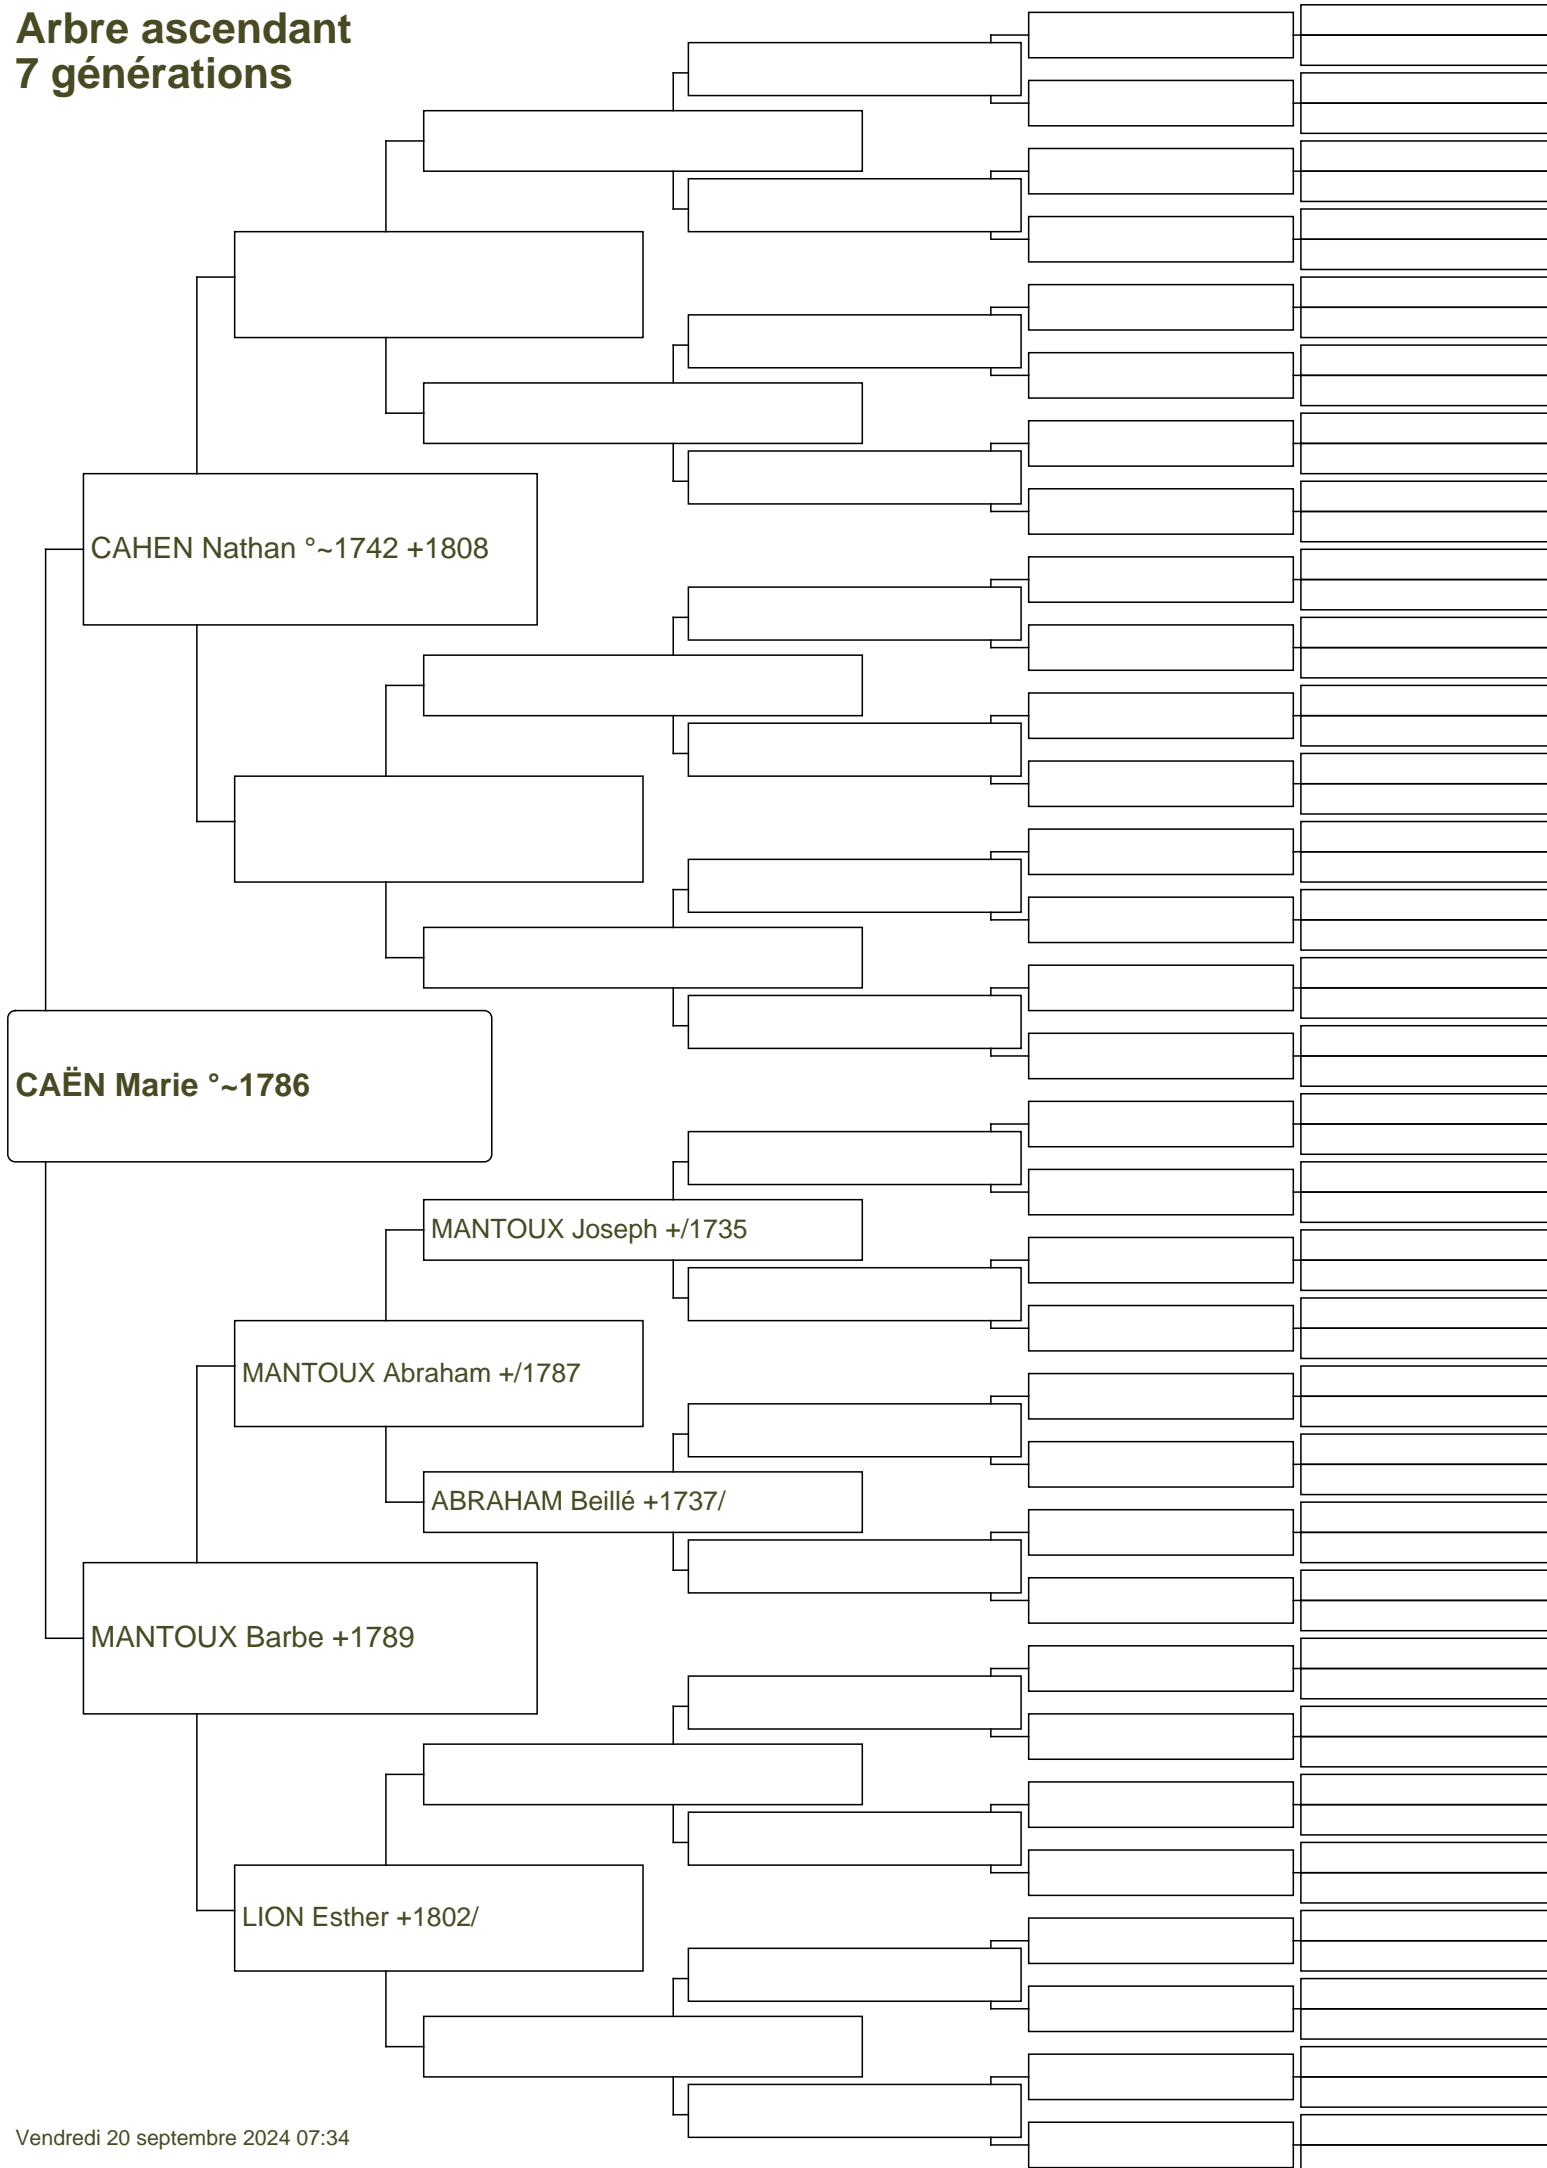 Arbre ascendant
7 générations
CAHEN Nathan °~1742 +1808
CAËN Marie °~1786
MANTOUX Joseph +/1735
MANTOUX Abraham +/1787
ABRAHAM Beillé +1737/
MANTOUX Barbe +1789
LION Esther +1802/
Vendredi 20 septembre 2024 07:34